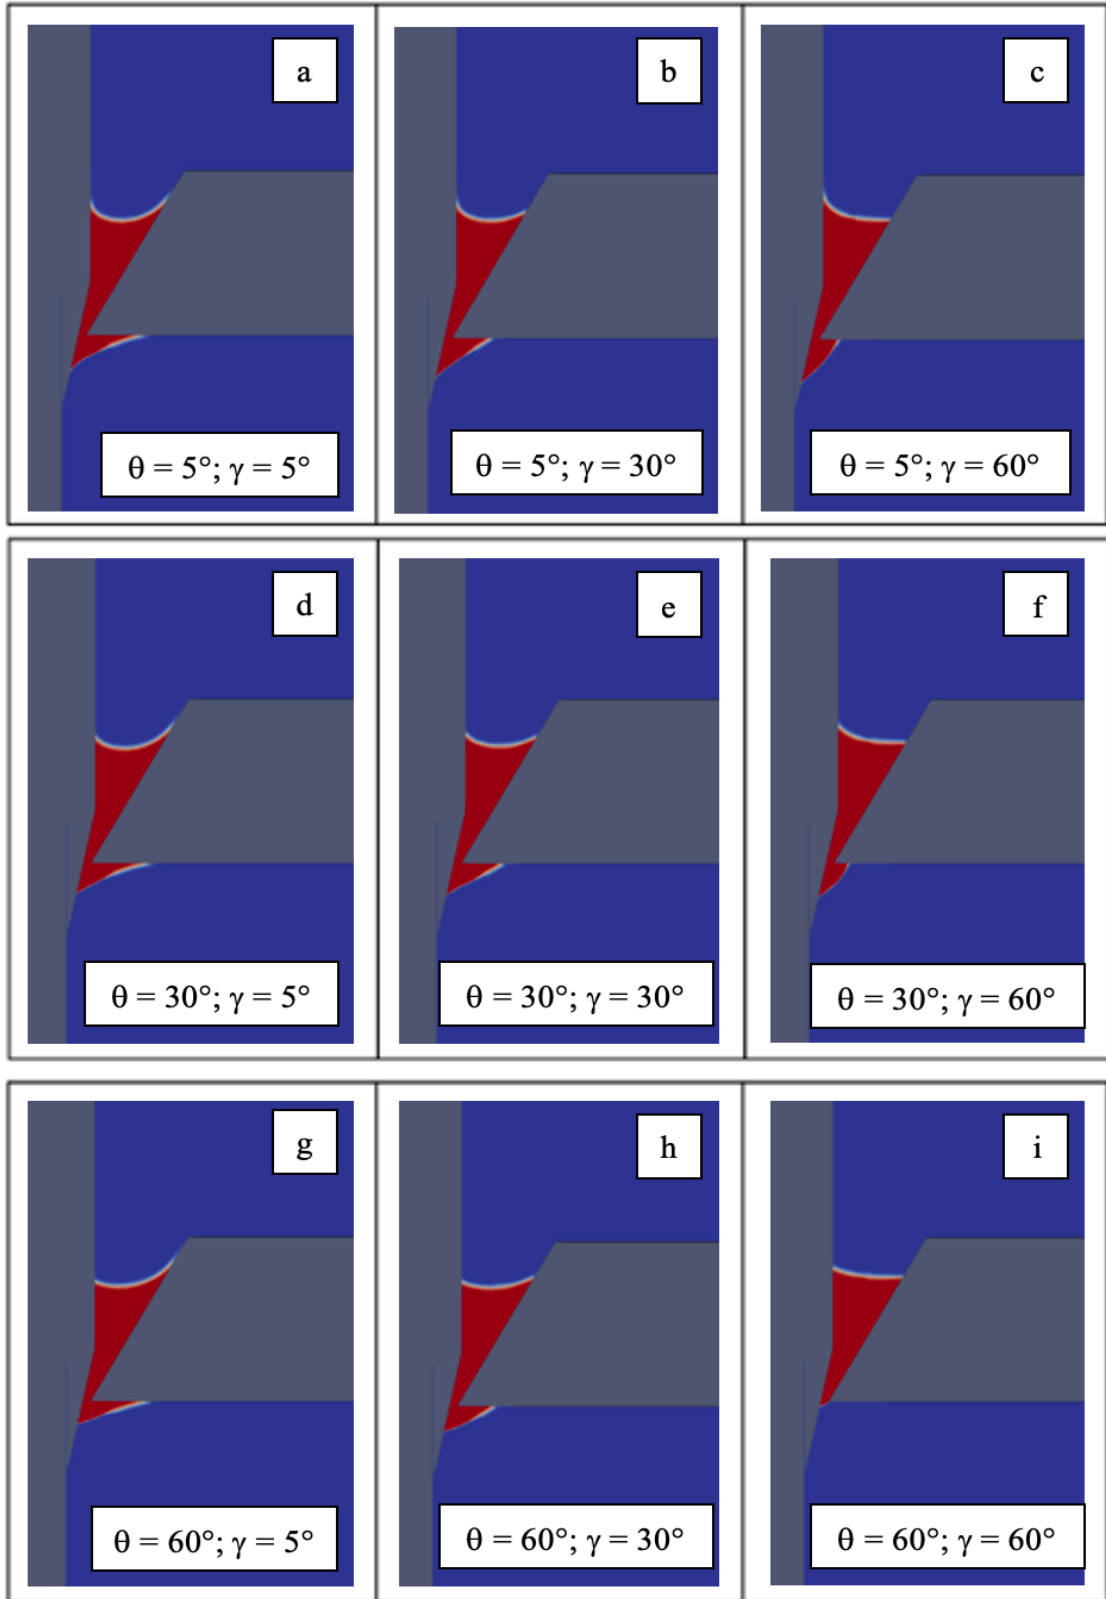 a
b
c
θ = 5°; γ = 5°
θ = 5°; γ = 30°
θ = 5°; γ = 60°
d
e
f
θ = 30°; γ = 5°
θ = 30°; γ = 30°
θ = 30°; γ = 60°
g
h
i
θ = 60°; γ = 5°
θ = 60°; γ = 30°
θ = 60°; γ = 60°